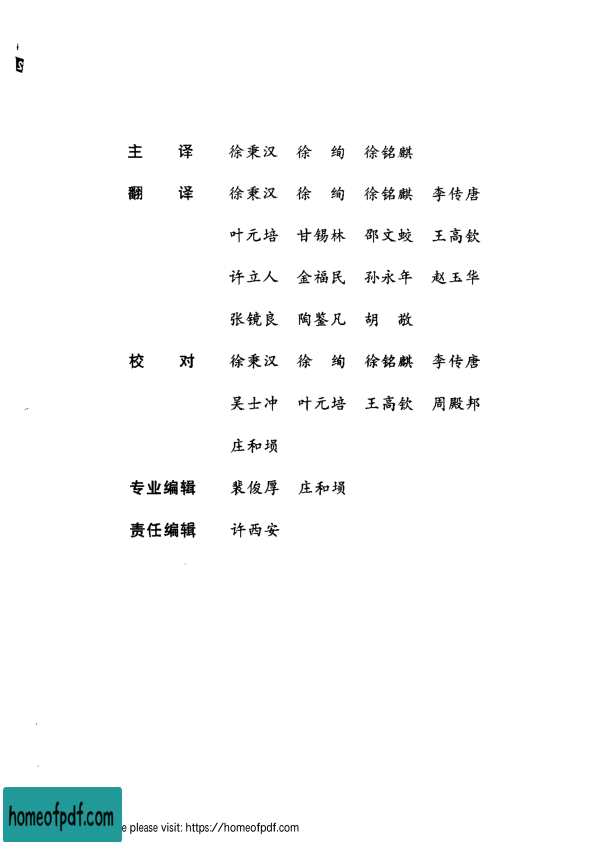 主 译 徐秉汉 徐 绚 徐铭麒
翻 译 徐秉汉 徐 绚 徐铭麒 李传唐
叶元培 甘锡林 邵文蛟 王高钦
许立人 金福民 孙永年 赵玉华
张镜良 陶鉴凡 胡 敬
校 对 徐秉汉 徐 绚 徐铭麒 李传唐
吴士冲 叶元培 王高钦 周殿邦
庄和埙
专业编辑 裴俊厚 庄和埙
责任编辑 许西安
homeofpdf.com
e please visit: https://homeofpdf.com